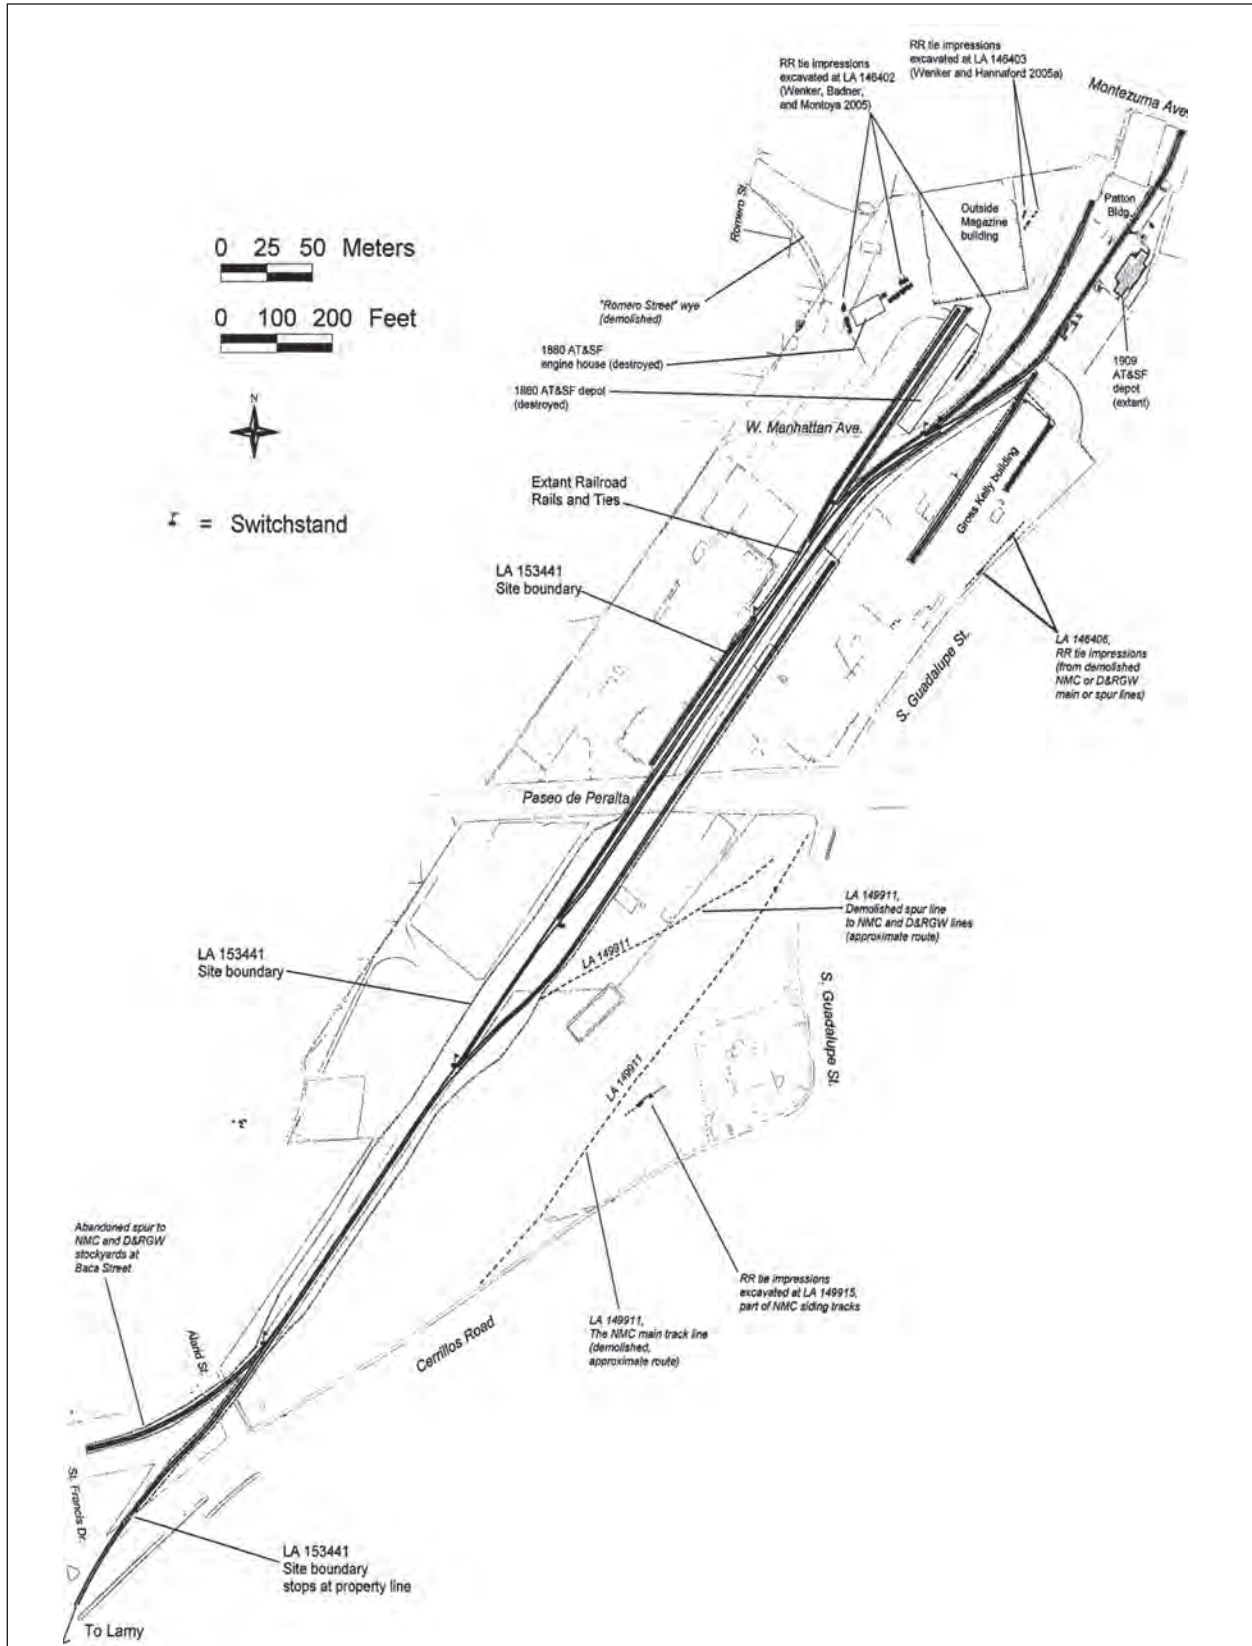 RR tie impressions
excavated at LA 146403
(Wenker and Hannaford 2005a)
RR tie impressions
excavated at LA 146402
(Wenker, Badner,
and Montoya 2005)
Montezuma Ave.
Romero St.
Outside
Magazine
building
Patton
Bldg.
0 25 50 Meters
0 100 200 Feet
"Romero Street" wye
(demolished)
1880 AT&SF
engine house (destroyed)
1880 AT&SF depot
(destroyed)
1909
AT&SF
depot
(extant)
N
W. Manhattan Ave.
Extant Railroad
Rails and Ties
Gross Kelly building
= Switchstand
LA 153441
Site boundary
LA 146406,
RR tie impressions
(from demolished
NMC or D&RGW
main or spur lines)
S. Guadalupe St.
Paseo de Peralta
LA 149911,
Demolished spur line
to NMC and D&RGW lines
(approximate route)
LA 149911
LA 153441
Site boundary
S. Guadalupe St.
LA 149911
Abandoned spur to
NMC and D&RGW
stockyards at
Baca Street
RR tie impressions
excavated at LA 149915,
part of NMC siding tracks
LA 149911,
The NMC main track line
(demolished,
approximate route)
Alarid St.
Cerrillos Road
St. Francis Dr.
LA 153441
Site boundary
stops at property line
To Lamy